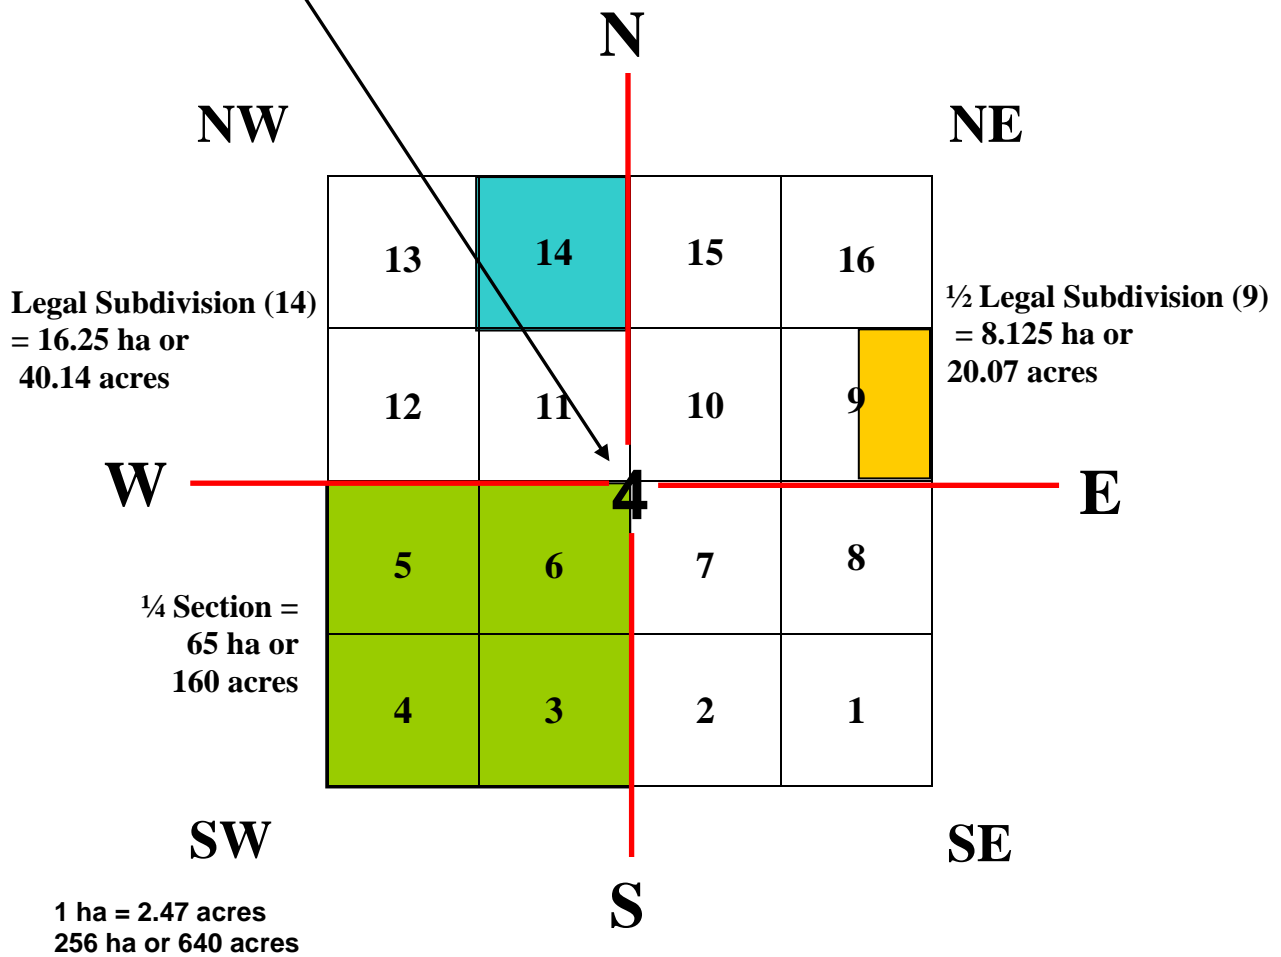 N
NW
NE
13
14
15
16
Legal Subdivision (14)
= 16.25 ha or
40.14 acres
½ Legal Subdivision (9)
= 8.125 ha or
20.07 acres
12
11
10
9
W
4
E
5
6
7
8
¼ Section =
65 ha or
160 acres
4
3
2
1
SW
SE
S
1 ha = 2.47 acres
256 ha or 640 acres